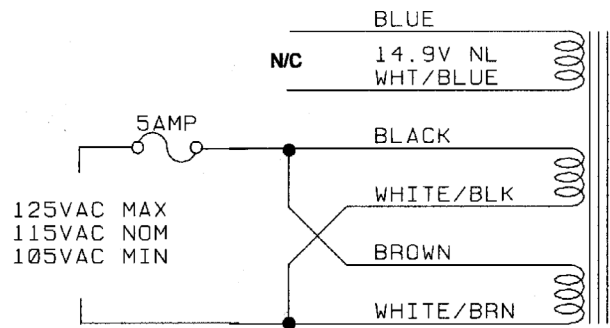 BLUE
N/C
14.9V NL
WHT/BLUE
5AMP
BLACK
WHITE/BLK
125VAC MAX
115VAC NOM
105VAC MIN
BROWN
WHITE/BRN